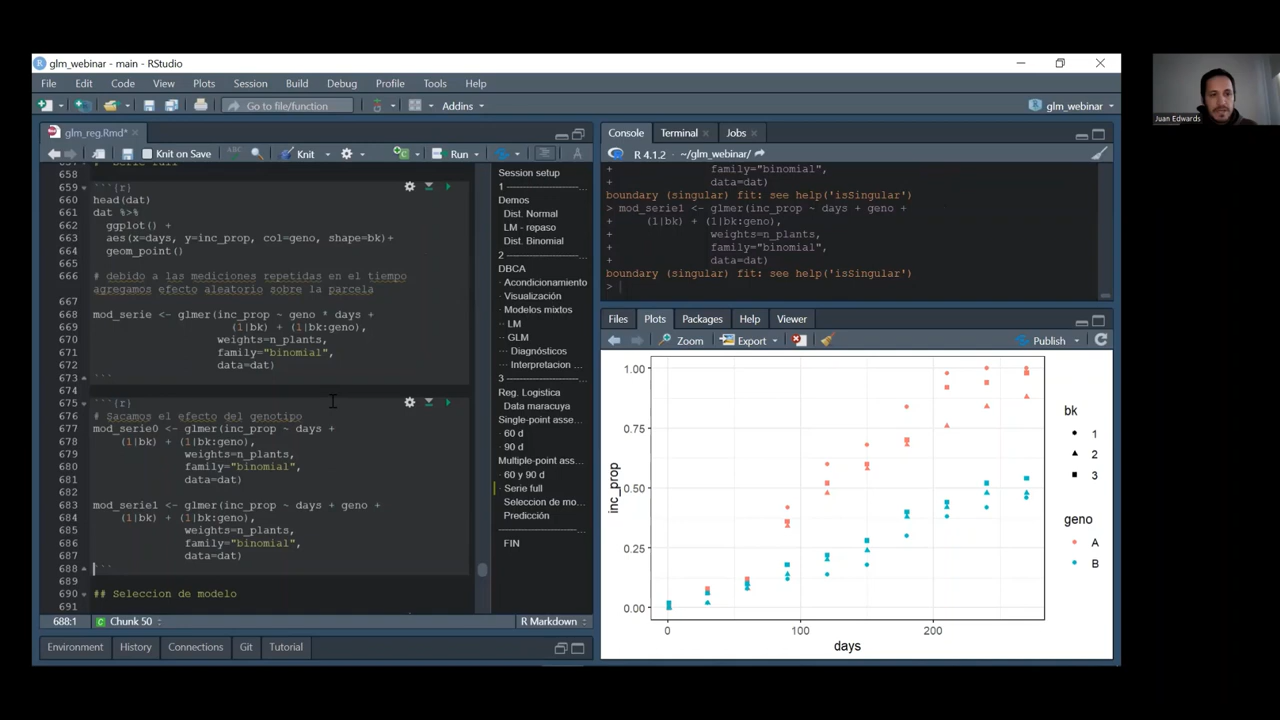 glm_webinar - main - RStudio
File Edit Code View Plots Session Build Debug Profile Tools Help
Go to file/function Addins glm_webinar
glm_reg.Rmd*
Knit on Save ABC Knit Run
658
659 ```{r}
660 head(dat)
661 dat %>%
662 ggplot() +
663 aes(x=days, y=inc_prop, col=geno, shape=bk)+
664 geom_point()
665
666 # debido a las mediciones repetidas en el tiempo
agregamos efecto aleatorio sobre la parcela
667
668 mod_serie <- glmer(inc_prop ~ geno * days +
669 (1|bk) + (1|bk:geno),
670 weights=n_plants,
671 family="binomial",
672 data=dat)
673 ```
674
675 ```{r}
676 # Sacamos el efecto del genotipo
677 mod_serie0 <- glmer(inc_prop ~ days +
678 (1|bk) + (1|bk:geno),
679 weights=n_plants,
680 family="binomial",
681 data=dat)
682
683 mod_serie1 <- glmer(inc_prop ~ days + geno +
684 (1|bk) + (1|bk:geno),
685 weights=n_plants,
686 family="binomial",
687 data=dat)
688 ```
689
690 ## Seleccion de modelo
691
688:1 Chunk 50 R Markdown
Session setup
1
Demos
Dist. Normal
LM - repaso
Dist. Binomial
2
DBCA
Acondicionamiento
Visualización
Modelos mixtos
LM
GLM
Diagnósticos
Interpretacion ...
3
Reg. Logistica
Data maracuya
Single-point asse...
60 d
90 d
Multiple-point ass...
60 y 90 d
Serie full
Seleccion de mo...
Predicción
FIN
Environment History Connections Git Tutorial
Console Terminal Jobs
R 4.1.2 · ~/glm_webinar/
+ family="binomial",
+ data=dat)
boundary (singular) fit: see help('isSingular')
> mod_serie1 <- glmer(inc_prop ~ days + geno +
+ (1|bk) + (1|bk:geno),
+ weights=n_plants,
+ family="binomial",
+ data=dat)
boundary (singular) fit: see help('isSingular')
>
Files Plots Packages Help Viewer
Zoom Export Publish
1.00
0.75
0.50
0.25
0.00
inc_prop
0 100 200
days
bk
1
2
3
geno
A
B
Juan Edwards